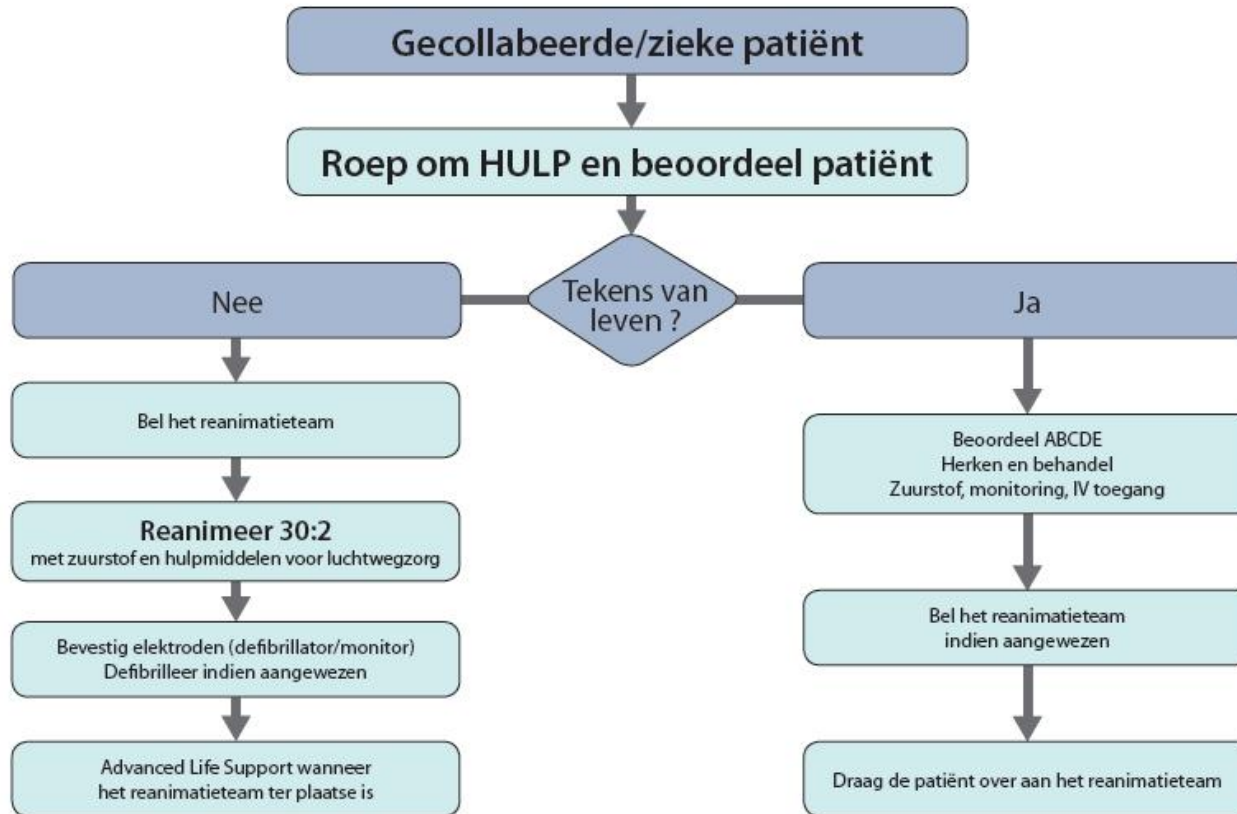 Gecollabeerde/zieke patiënt
Roep om HULP en beoordeel patiënt
Tekens van
leven ?
Nee
Bel het reanimatieteam
Reanimeer 30:2
met zuurstof en hulpmiddelen voor luchtwegzorg
Bevestig elektroden (defibrillator/monitor)
Defibrilleer indien aangewezen
Advanced Life Support wanneer
het reanimatieteam ter plaatse is
Ja
Beoordeel ABCDE
Herken en behandel
Zuurstof, monitoring, IV toegang
Bel het reanimatieteam
indien aangewezen
Draag de patiënt over aan het reanimatieteam